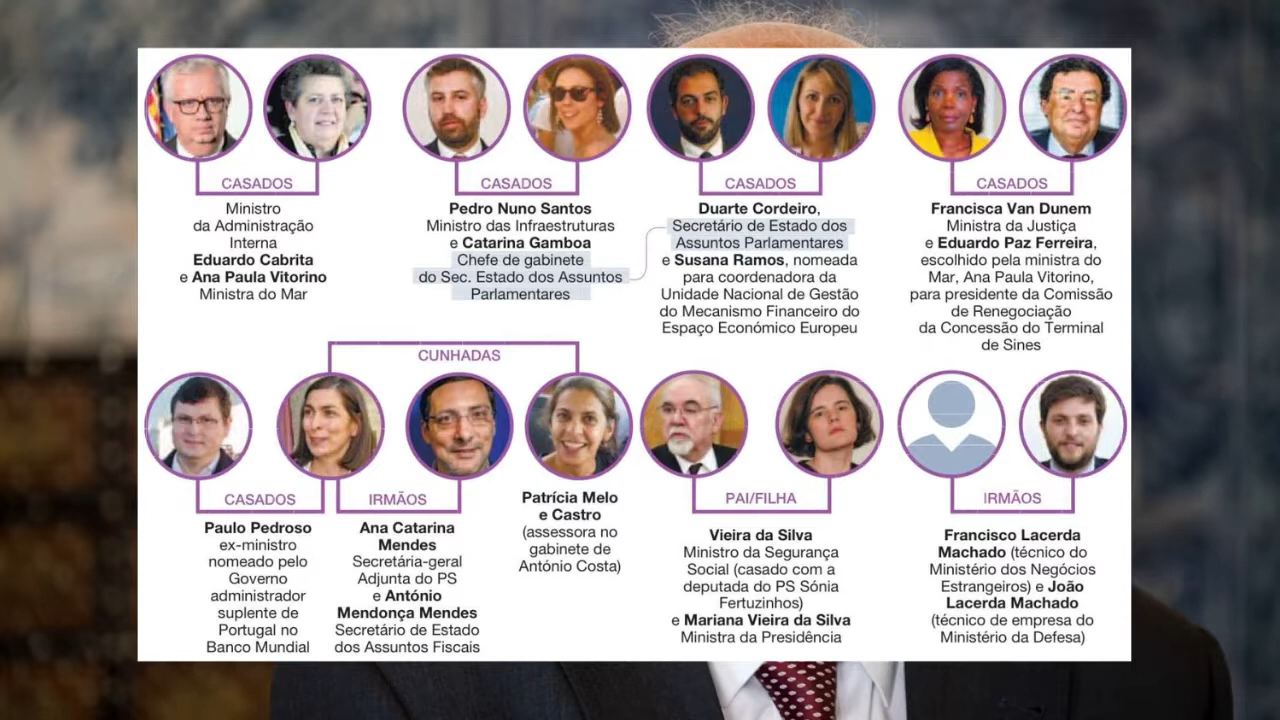 CASADOS
Ministro
da Administração
Interna
Eduardo Cabrita
e Ana Paula Vitorino
Ministra do Mar
CASADOS
Pedro Nuno Santos
Ministro das Infraestruturas
e Catarina Gamboa
Chefe de gabinete
do Sec. Estado dos Assuntos
Parlamentares
CASADOS
Duarte Cordeiro,
Secretário de Estado dos
Assuntos Parlamentares
e Susana Ramos, nomeada
para coordenadora da
Unidade Nacional de Gestão
do Mecanismo Financeiro do
Espaço Económico Europeu
CASADOS
Francisca Van Dunem
Ministra da Justiça
e Eduardo Paz Ferreira,
escolhido pela ministra do
Mar, Ana Paula Vitorino,
para presidente da Comissão
de Renegociação
da Concessão do Terminal
de Sines
CUNHADAS
CASADOS
Paulo Pedroso
ex-ministro
nomeado pelo
Governo
administrador
suplente de
Portugal no
Banco Mundial
IRMÃOS
Ana Catarina
Mendes
Secretária-geral
Adjunta do PS
e António
Mendonça Mendes
Secretário de Estado
dos Assuntos Fiscais
Patrícia Melo
e Castro
(assessora no
gabinete de
António Costa)
PAI/FILHA
Vieira da Silva
Ministro da Segurança
Social (casado com a
deputada do PS Sónia
Fertuzinhos)
e Mariana Vieira da Silva
Ministra da Presidência
IRMÃOS
Francisco Lacerda
Machado (técnico do
Ministério dos Negócios
Estrangeiros) e João
Lacerda Machado
(técnico de empresa do
Ministério da Defesa)